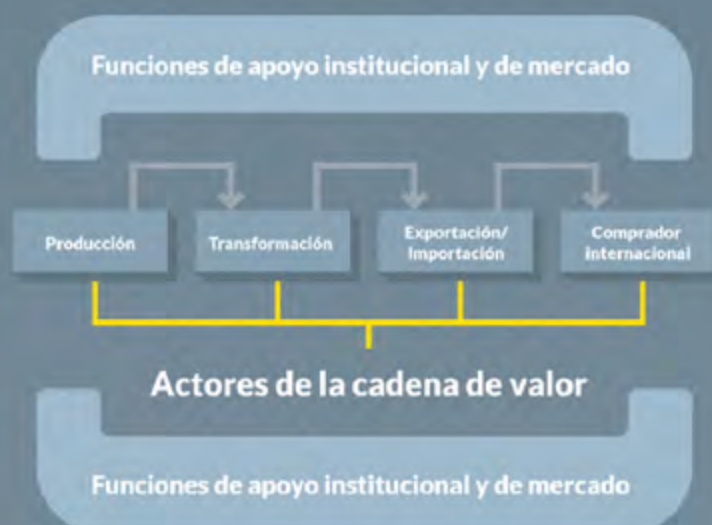 Funciones de apoyo institucional y de mercado
Producción
Transformación
Exportación/
Importación
Comprador
internacional
Actores de la cadena de valor
Funciones de apoyo institucional y de mercado